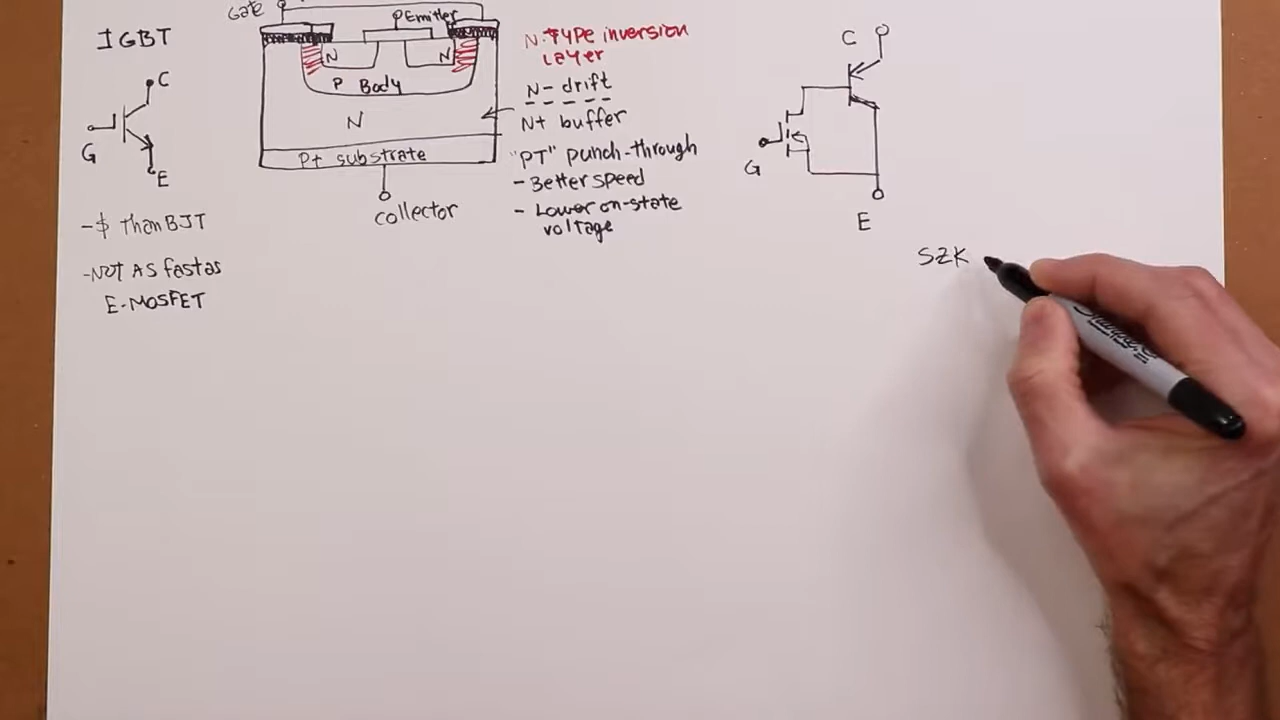 IGBT
C
G
E
-$ Than BJT
-NOT AS fast as
E-MOSFET
Gate
Emitter
N
N
P Body
N
P+ substrate
collector
N-TYPE inversion
layer
N- drift
N+ buffer
"PT" punch-through
- Better speed
- Lower on-state
voltage
C
G
E
SZK
Sharpie